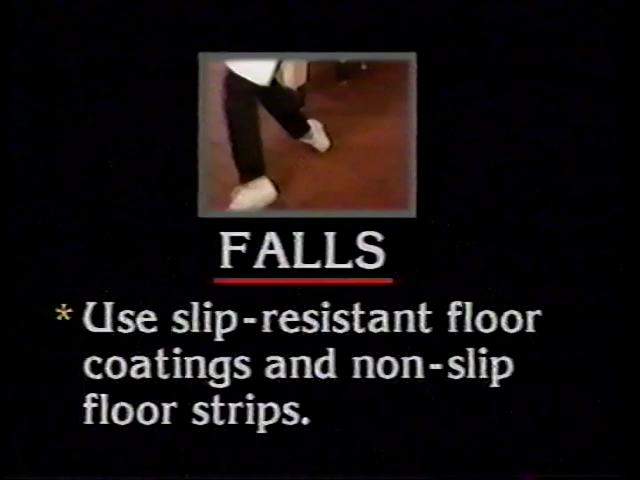 FALLS
* Use slip-resistant floor
coatings and non-slip
floor strips.